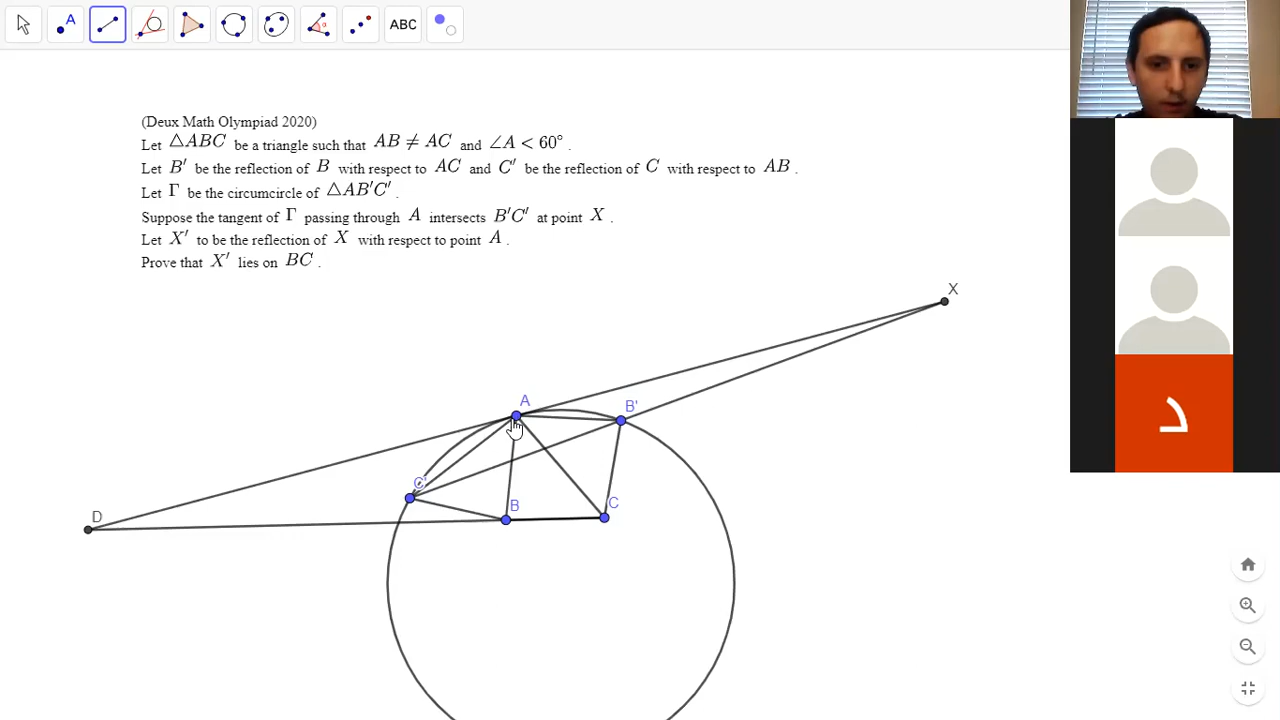 ABC
(Deux Math Olympiad 2020)
Let △ABC be a triangle such that AB ≠ AC and ∠A < 60° .
Let B′ be the reflection of B with respect to AC and C′ be the reflection of C with respect to AB .
Let Γ be the circumcircle of △AB′C′ .
Suppose the tangent of Γ passing through A intersects B′C′ at point X .
Let X′ to be the reflection of X with respect to point A .
Prove that X′ lies on BC .
X
A
B'
C'
B
C
D
د